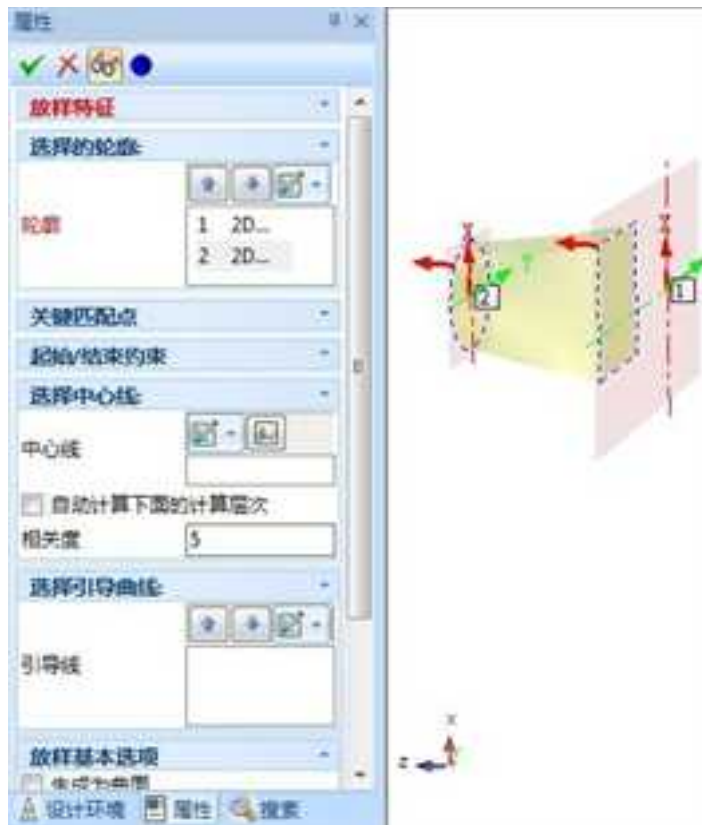 属性
放样特征
选择的轮廓:
轮廓
1 2D...
2 2D...
关键匹配点
起始/结束约束
选择中心线:
中心线
自动计算下面的计算层次
相关度
5
选择引导曲线:
引导线
放样基本选项
生成为曲面
设计环境
属性
搜索
2
1
X
Z